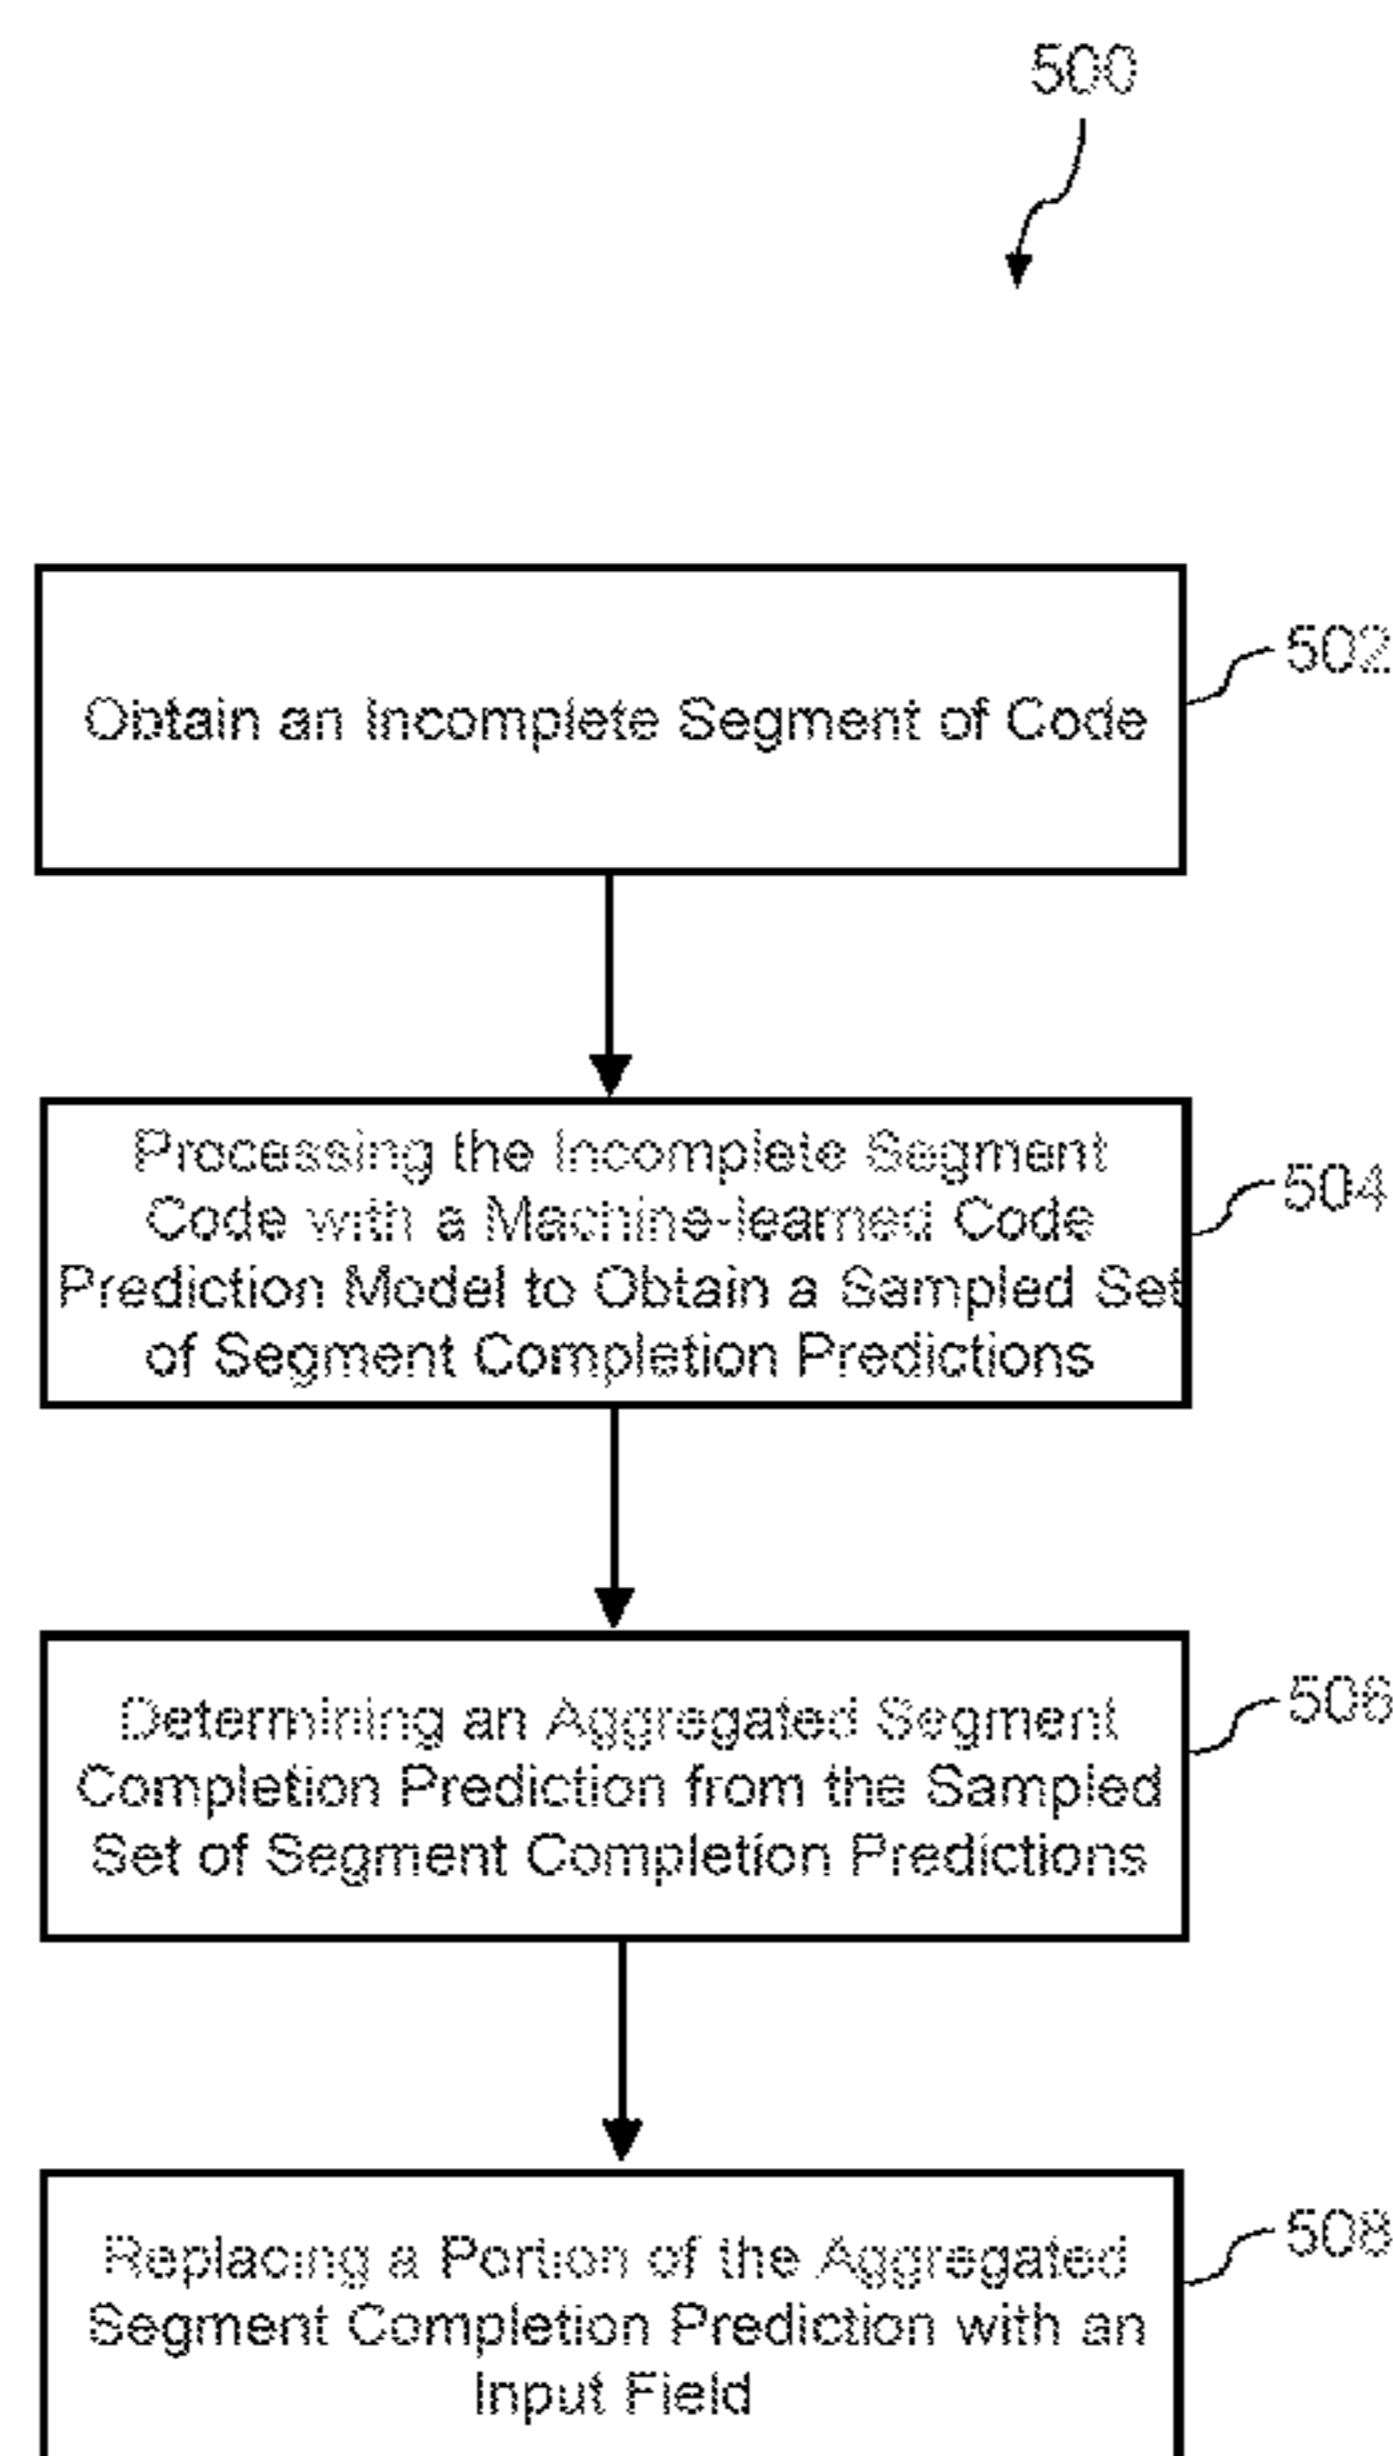 500
Obtain an Incomplete Segment of Code
502
Processing the Incomplete Segment
Code with a Machine-learned Code
Prediction Model to Obtain a Sampled Set
of Segment Completion Predictions
504
Determining an Aggregated Segment
Completion Prediction from the Sampled
Set of Segment Completion Predictions
506
Replacing a Portion of the Aggregated
Segment Completion Prediction with an
Input Field
508